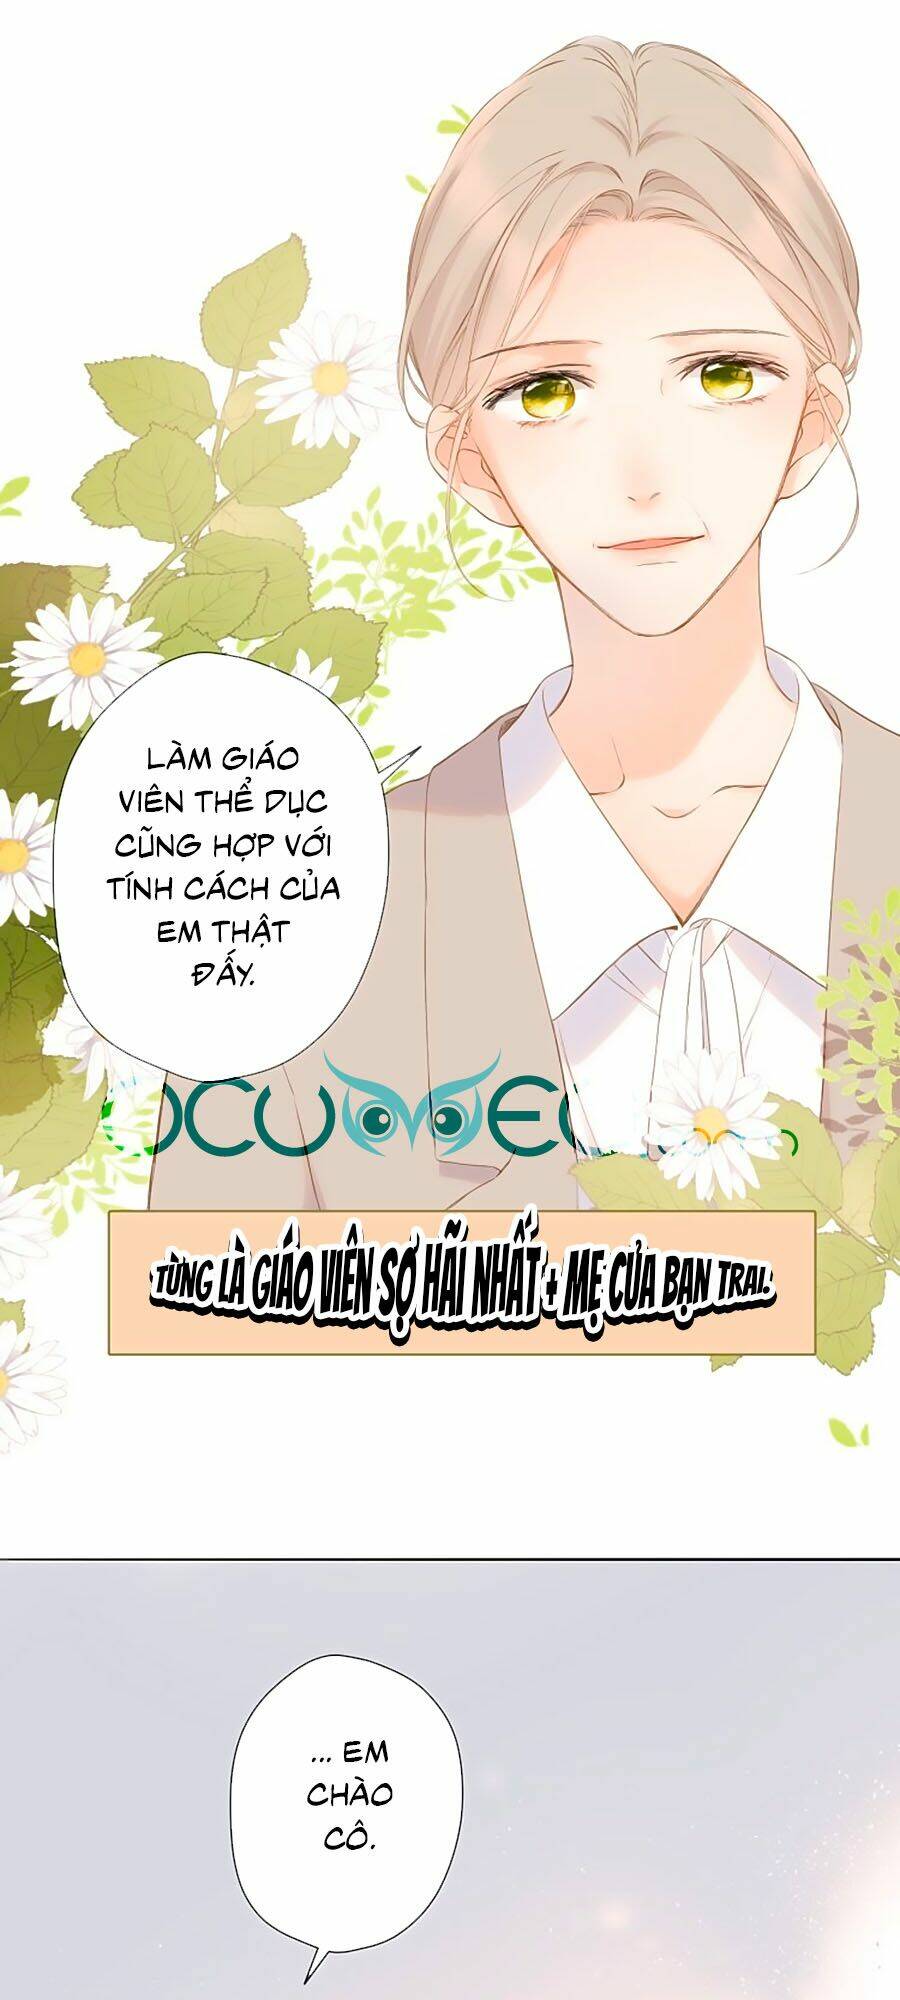 LÀM GIÁO
VIÊN THỂ DỤC
CŨNG HỢP VỚI
TÍNH CÁCH CỦA
EM THẬT
ĐẤY.
OCUMEC
TỪNG LÀ GIÁO VIÊN SỢ HÃI NHẤT + MẸ CỦA BẠN TRAI.
... EM
CHÀO
CÔ.